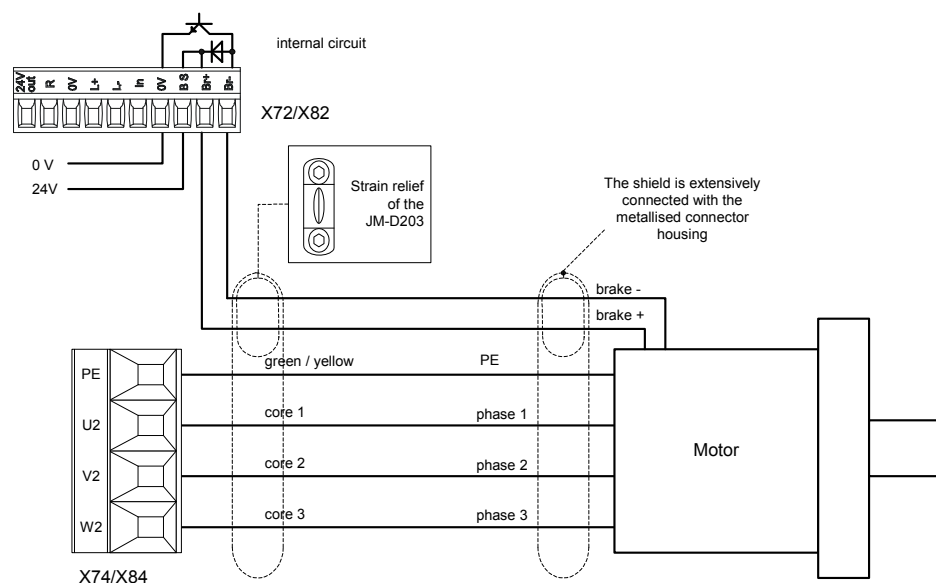 internal circuit
24V
out
R
0V
L+
L-
In
0V
B S
Br+
Br-
X72/X82
0 V
24V
Strain relief
of the
JM-D203
The shield is extensively
connected with the
metallised connector
housing
brake -
brake +
PE
green / yellow
PE
U2
core 1
phase 1
Motor
V2
core 2
phase 2
W2
core 3
phase 3
X74/X84